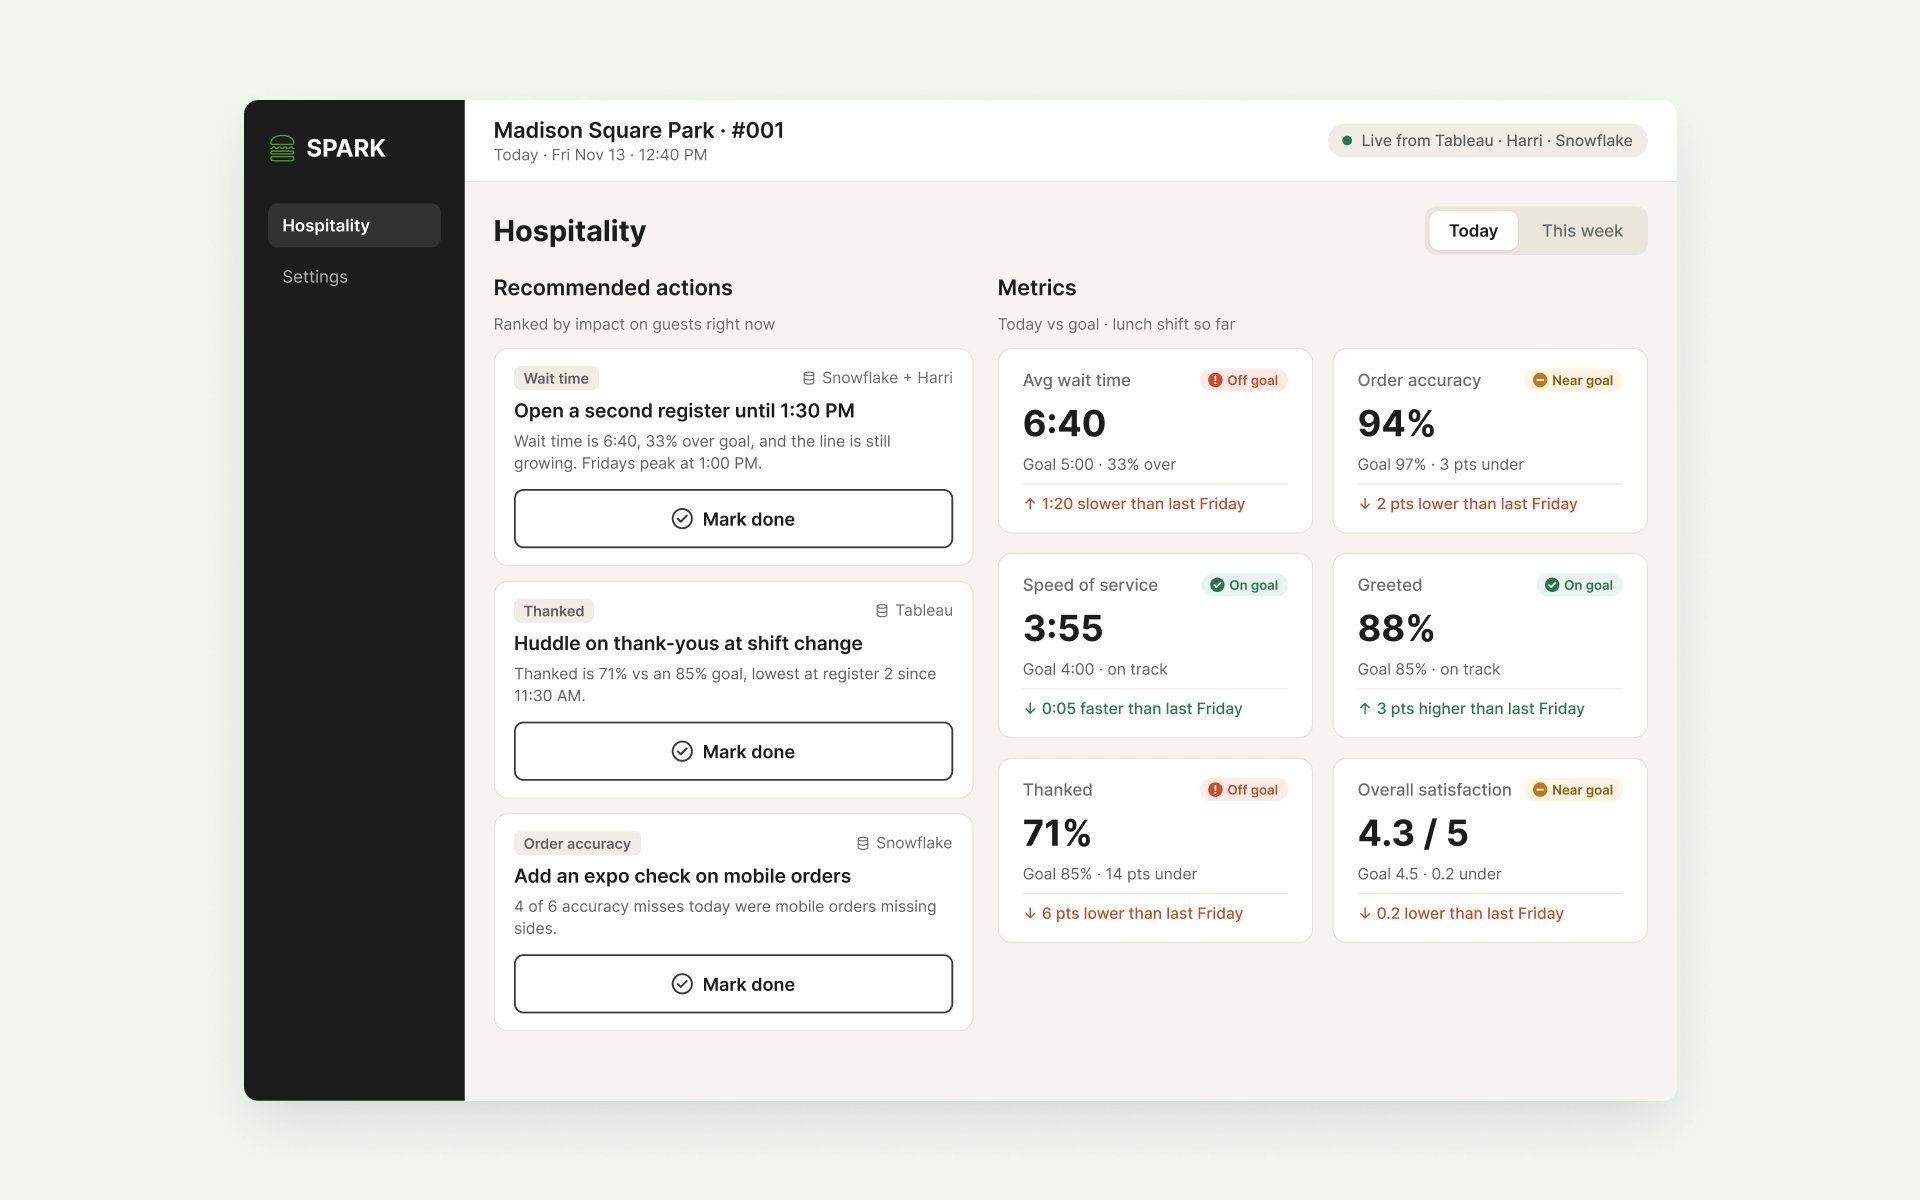 SPARK
Hospitality
Settings
Madison Square Park · #001
Today · Fri Nov 13 · 12:40 PM
Live from Tableau · Harri · Snowflake
Hospitality
Today
This week
Recommended actions
Ranked by impact on guests right now
Wait time
Snowflake + Harri
Open a second register until 1:30 PM
Wait time is 6:40, 33% over goal, and the line is still
growing. Fridays peak at 1:00 PM.
Mark done
Thanked
Tableau
Huddle on thank-yous at shift change
Thanked is 71% vs an 85% goal, lowest at register 2 since
11:30 AM.
Mark done
Order accuracy
Snowflake
Add an expo check on mobile orders
4 of 6 accuracy misses today were mobile orders missing
sides.
Mark done
Metrics
Today vs goal · lunch shift so far
Avg wait time
Off goal
6:40
Goal 5:00 · 33% over
↑ 1:20 slower than last Friday
Order accuracy
Near goal
94%
Goal 97% · 3 pts under
↓ 2 pts lower than last Friday
Speed of service
On goal
3:55
Goal 4:00 · on track
↓ 0:05 faster than last Friday
Greeted
On goal
88%
Goal 85% · on track
↑ 3 pts higher than last Friday
Thanked
Off goal
71%
Goal 85% · 14 pts under
↓ 6 pts lower than last Friday
Overall satisfaction
Near goal
4.3 / 5
Goal 4.5 · 0.2 under
↓ 0.2 lower than last Friday